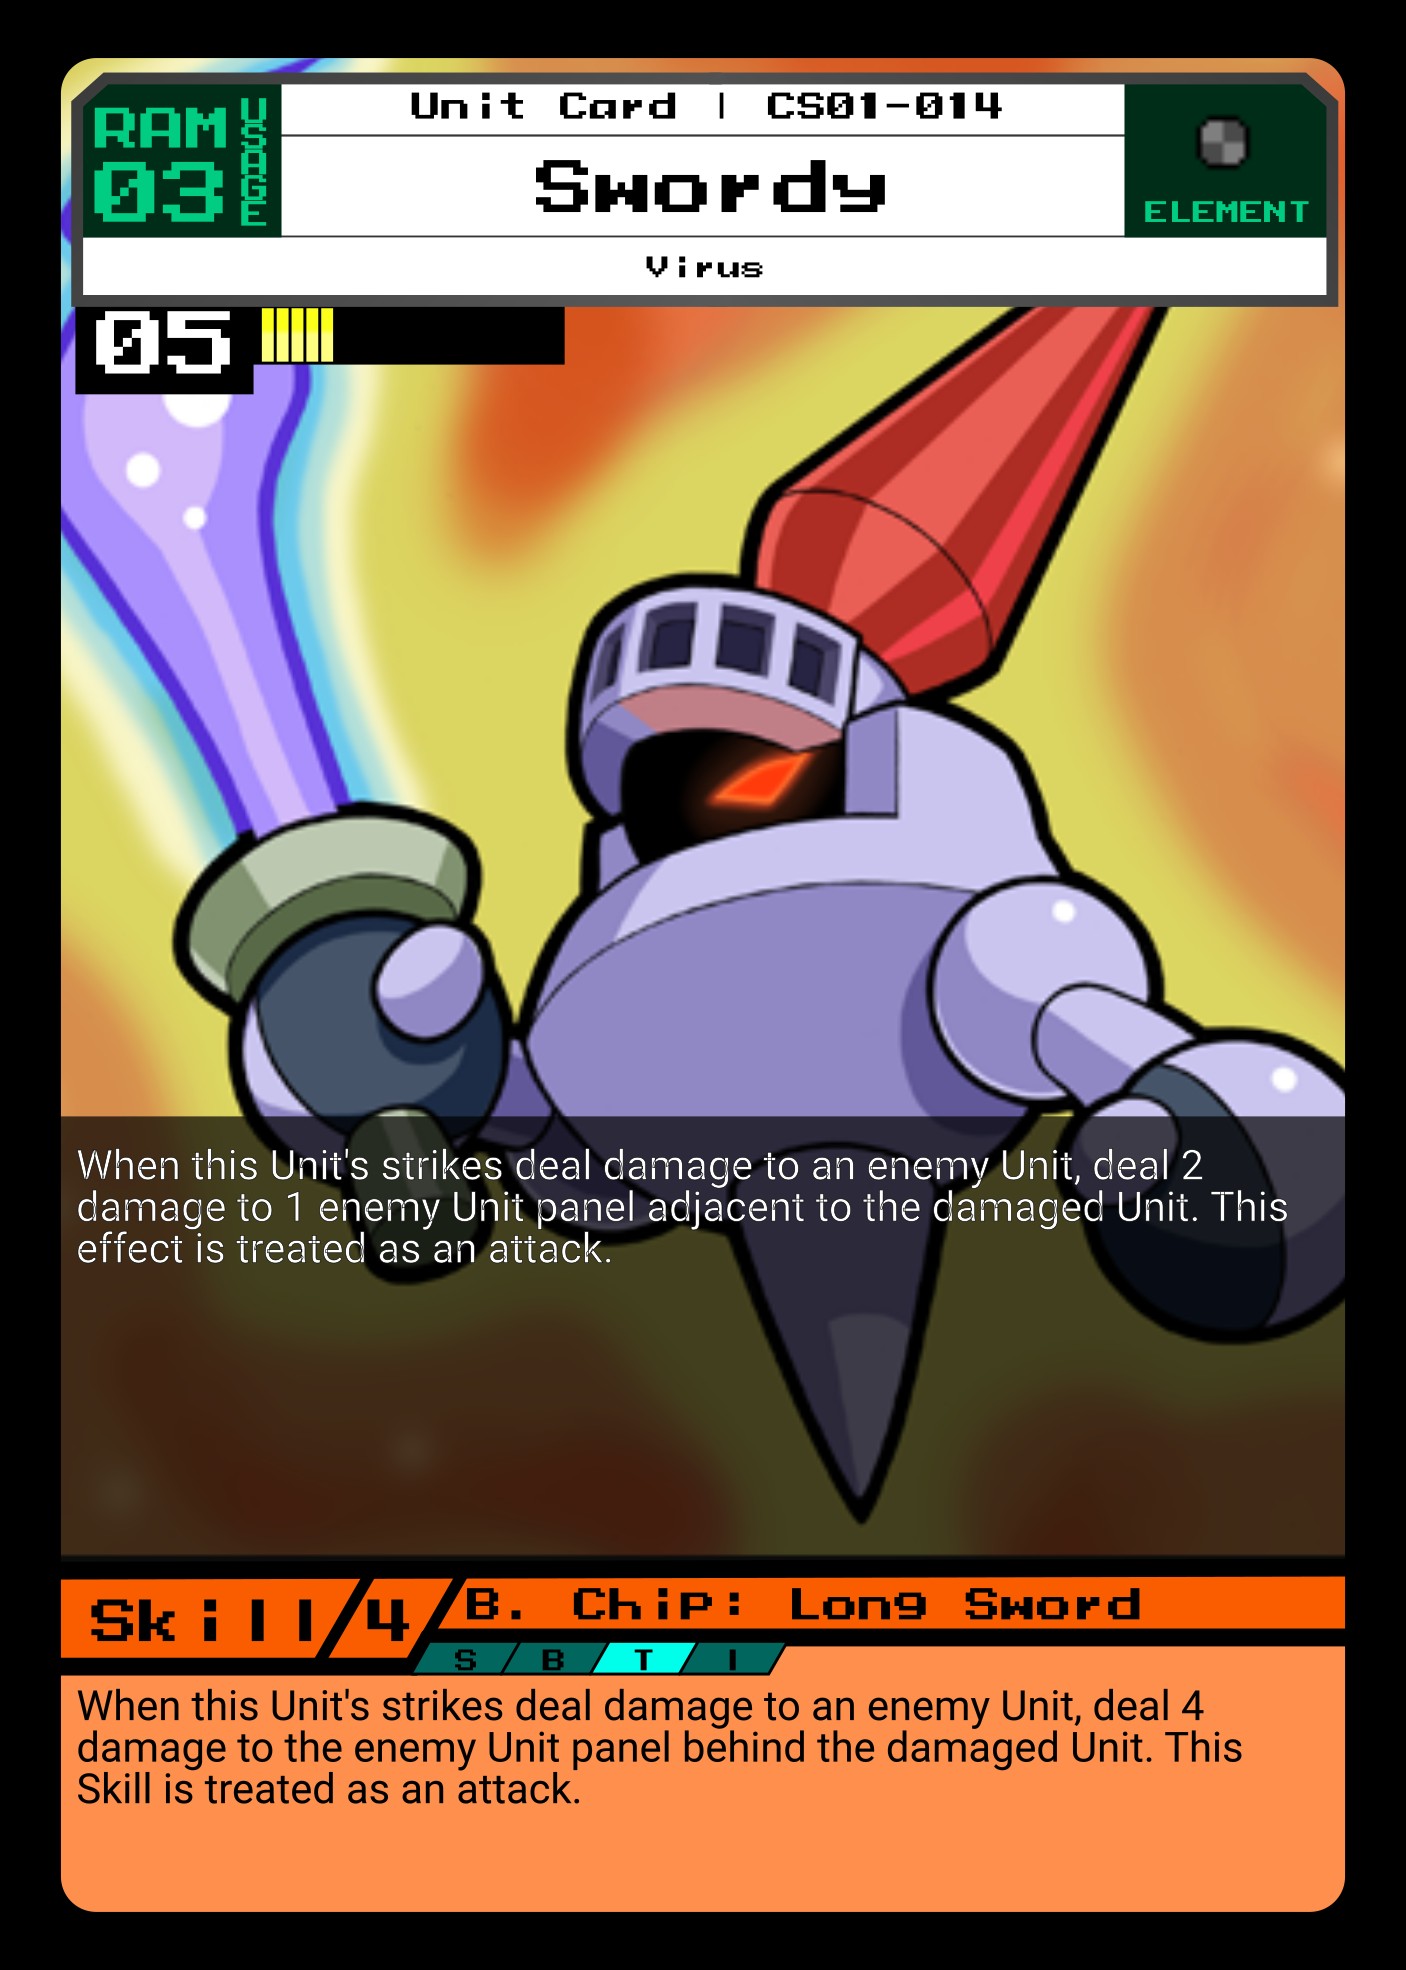 RAM
03
USAGE
Unit Card | CS01-014
Swordy
ELEMENT
Virus
05
When this Unit's strikes deal damage to an enemy Unit, deal 2
damage to 1 enemy Unit panel adjacent to the damaged Unit. This
effect is treated as an attack.
Skill/4
B. Chip: Long Sword
S B T I
When this Unit's strikes deal damage to an enemy Unit, deal 4
damage to the enemy Unit panel behind the damaged Unit. This
Skill is treated as an attack.